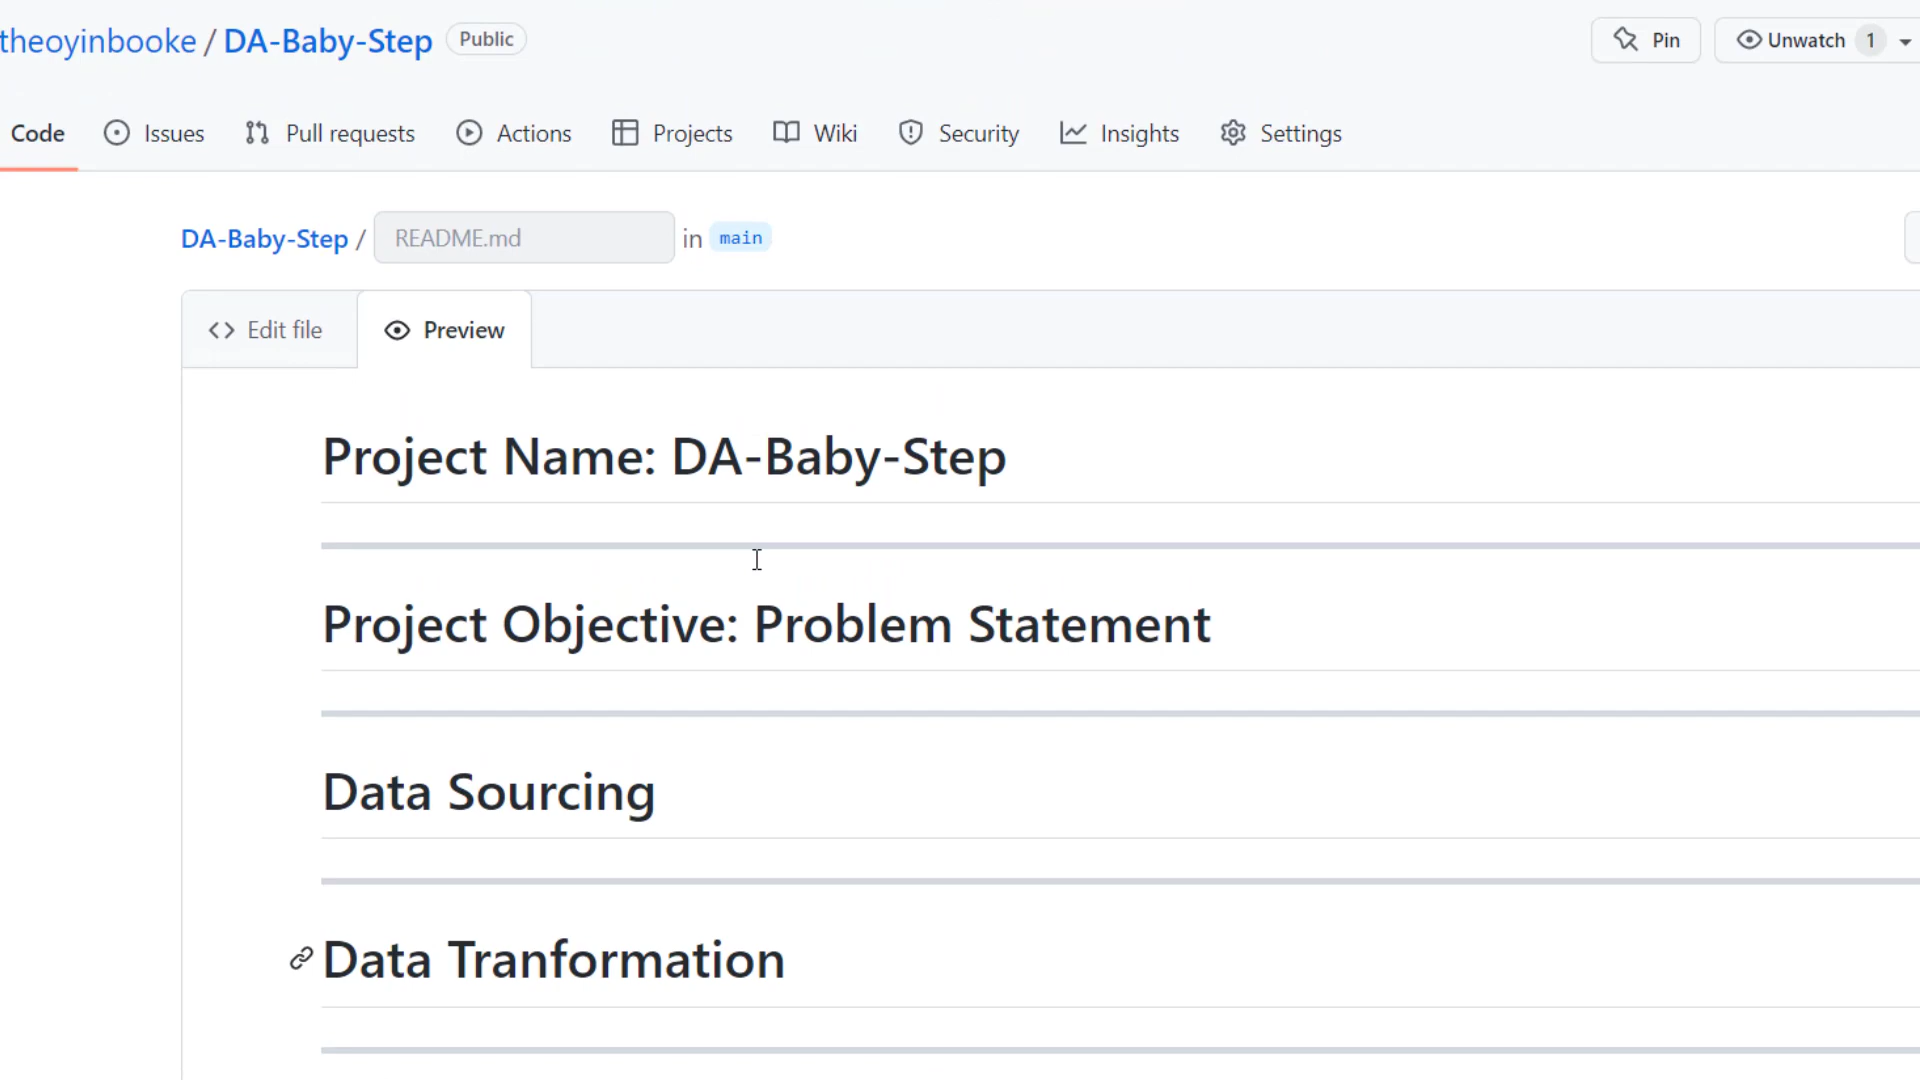 theoyinbooke / DA-Baby-Step Public Pin Unwatch 1
Code Issues Pull requests Actions Projects Wiki Security Insights Settings
DA-Baby-Step / README.md in main
Edit file Preview
Project Name: DA-Baby-Step
Project Objective: Problem Statement
Data Sourcing
Data Tranformation